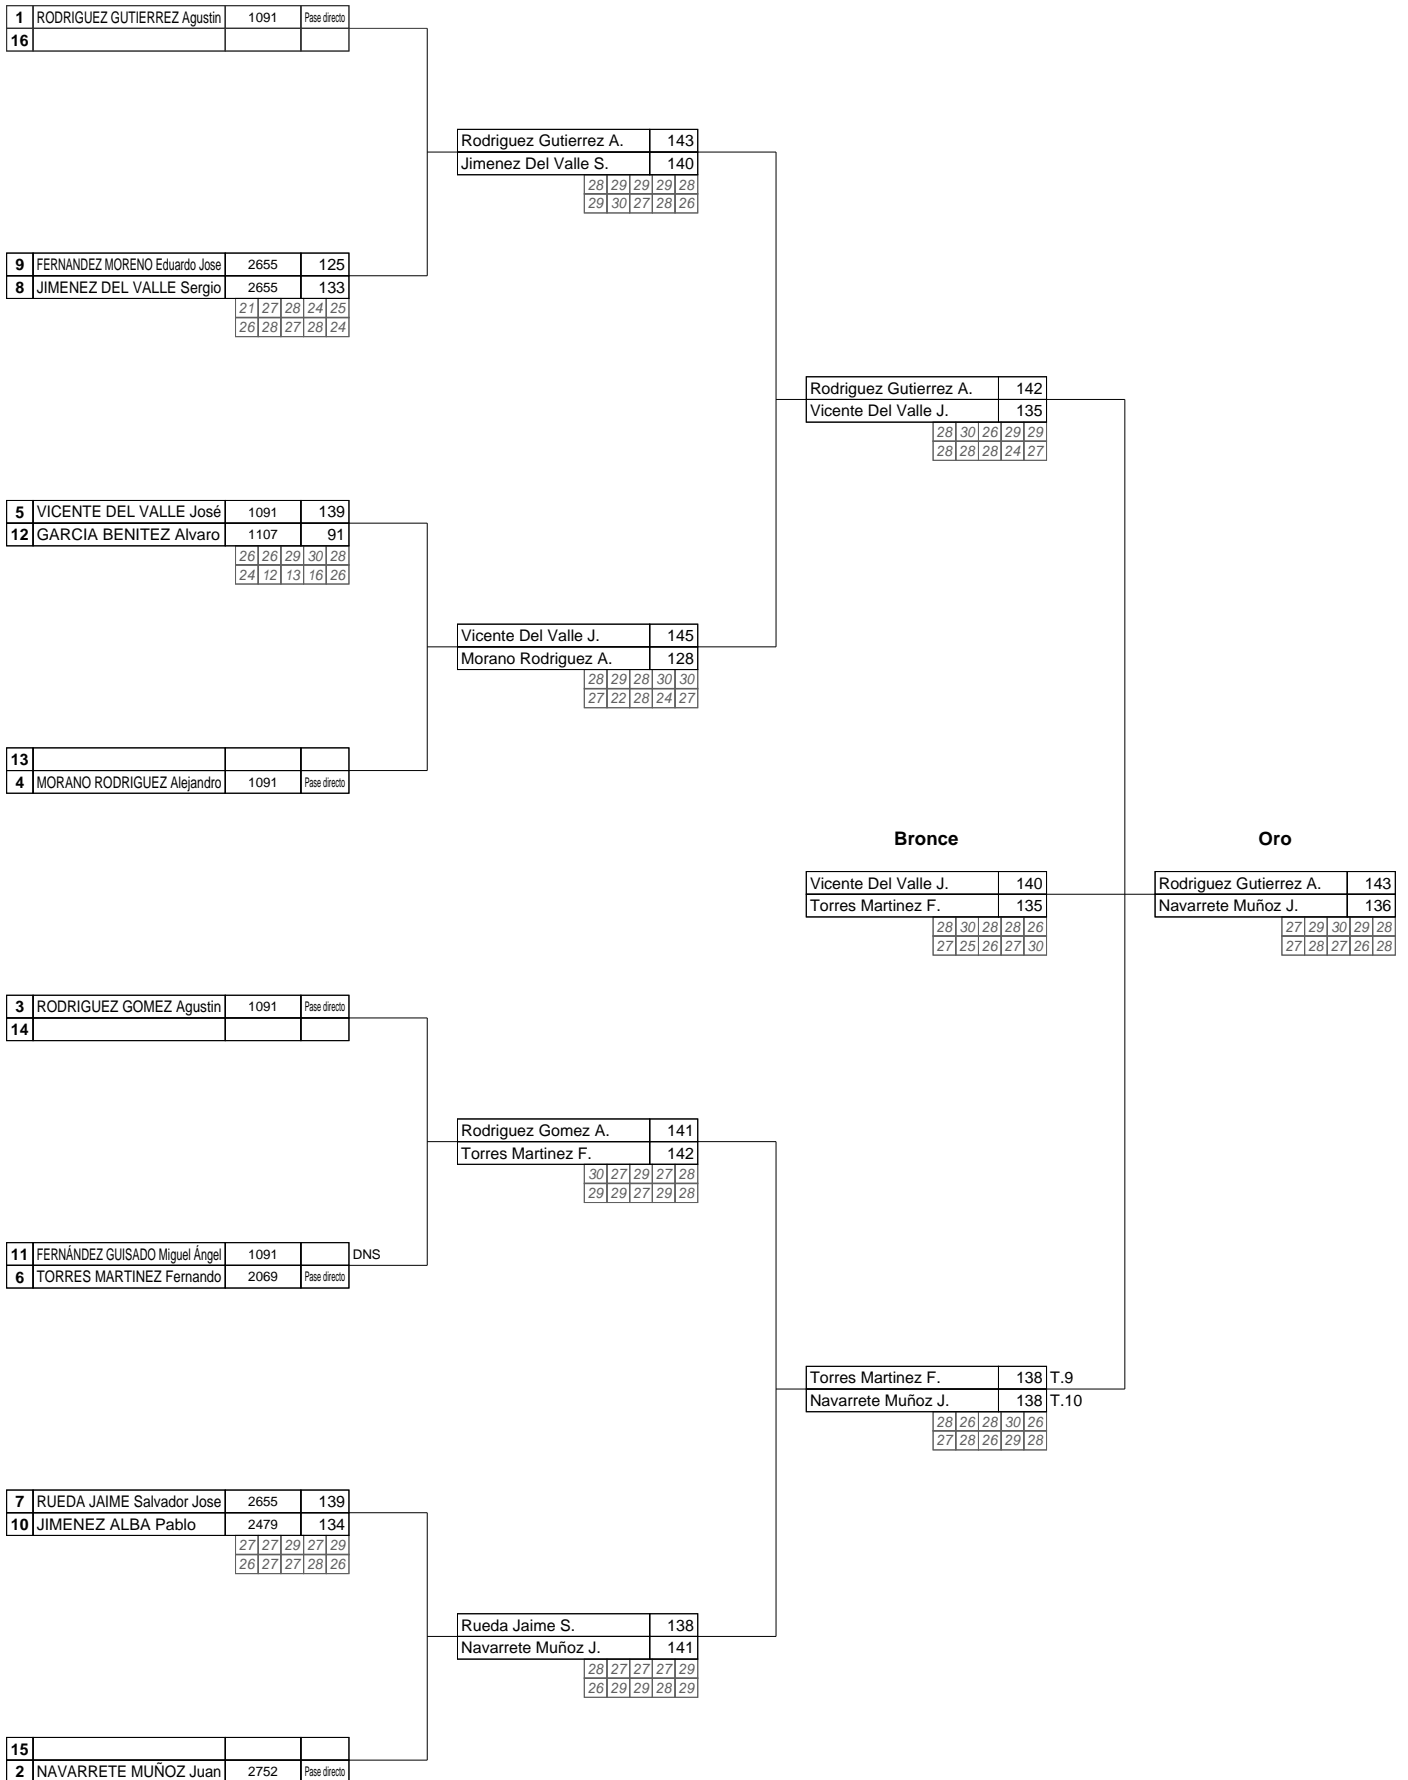 1 RODRIGUEZ GUTIERREZ Agustin 1091 Pase directo
16
Rodriguez Gutierrez A. 143
Jimenez Del Valle S. 140
28 29 29 29 28
29 30 27 28 26
9 FERNANDEZ MORENO Eduardo Jose 2655 125
8 JIMENEZ DEL VALLE Sergio 2655 133
21 27 28 24 25
26 28 27 28 24
Rodriguez Gutierrez A. 142
Vicente Del Valle J. 135
28 30 26 29 29
28 28 28 24 27
5 VICENTE DEL VALLE José 1091 139
12 GARCIA BENITEZ Alvaro 1107 91
26 26 29 30 28
24 12 13 16 26
Vicente Del Valle J. 145
Morano Rodriguez A. 128
28 29 28 30 30
27 22 28 24 27
13
4 MORANO RODRIGUEZ Alejandro 1091 Pase directo
Bronce Oro
Vicente Del Valle J. 140 Rodriguez Gutierrez A. 143
Torres Martinez F. 135 Navarrete Muñoz J. 136
28 30 28 28 26 27 29 30 29 28
27 25 26 27 30 27 28 27 26 28
3 RODRIGUEZ GOMEZ Agustin 1091 Pase directo
14
Rodriguez Gomez A. 141
Torres Martinez F. 142
30 27 29 27 28
29 29 27 29 28
11 FERNÁNDEZ GUISADO Miguel Ángel 1091 DNS
6 TORRES MARTINEZ Fernando 2069 Pase directo
Torres Martinez F. 138 T.9
Navarrete Muñoz J. 138 T.10
28 26 28 30 26
27 28 26 29 28
7 RUEDA JAIME Salvador Jose 2655 139
10 JIMENEZ ALBA Pablo 2479 134
27 27 29 27 29
26 27 27 28 26
Rueda Jaime S. 138
Navarrete Muñoz J. 141
28 27 27 27 29
26 29 29 28 29
15
2 NAVARRETE MUÑOZ Juan 2752 Pase directo